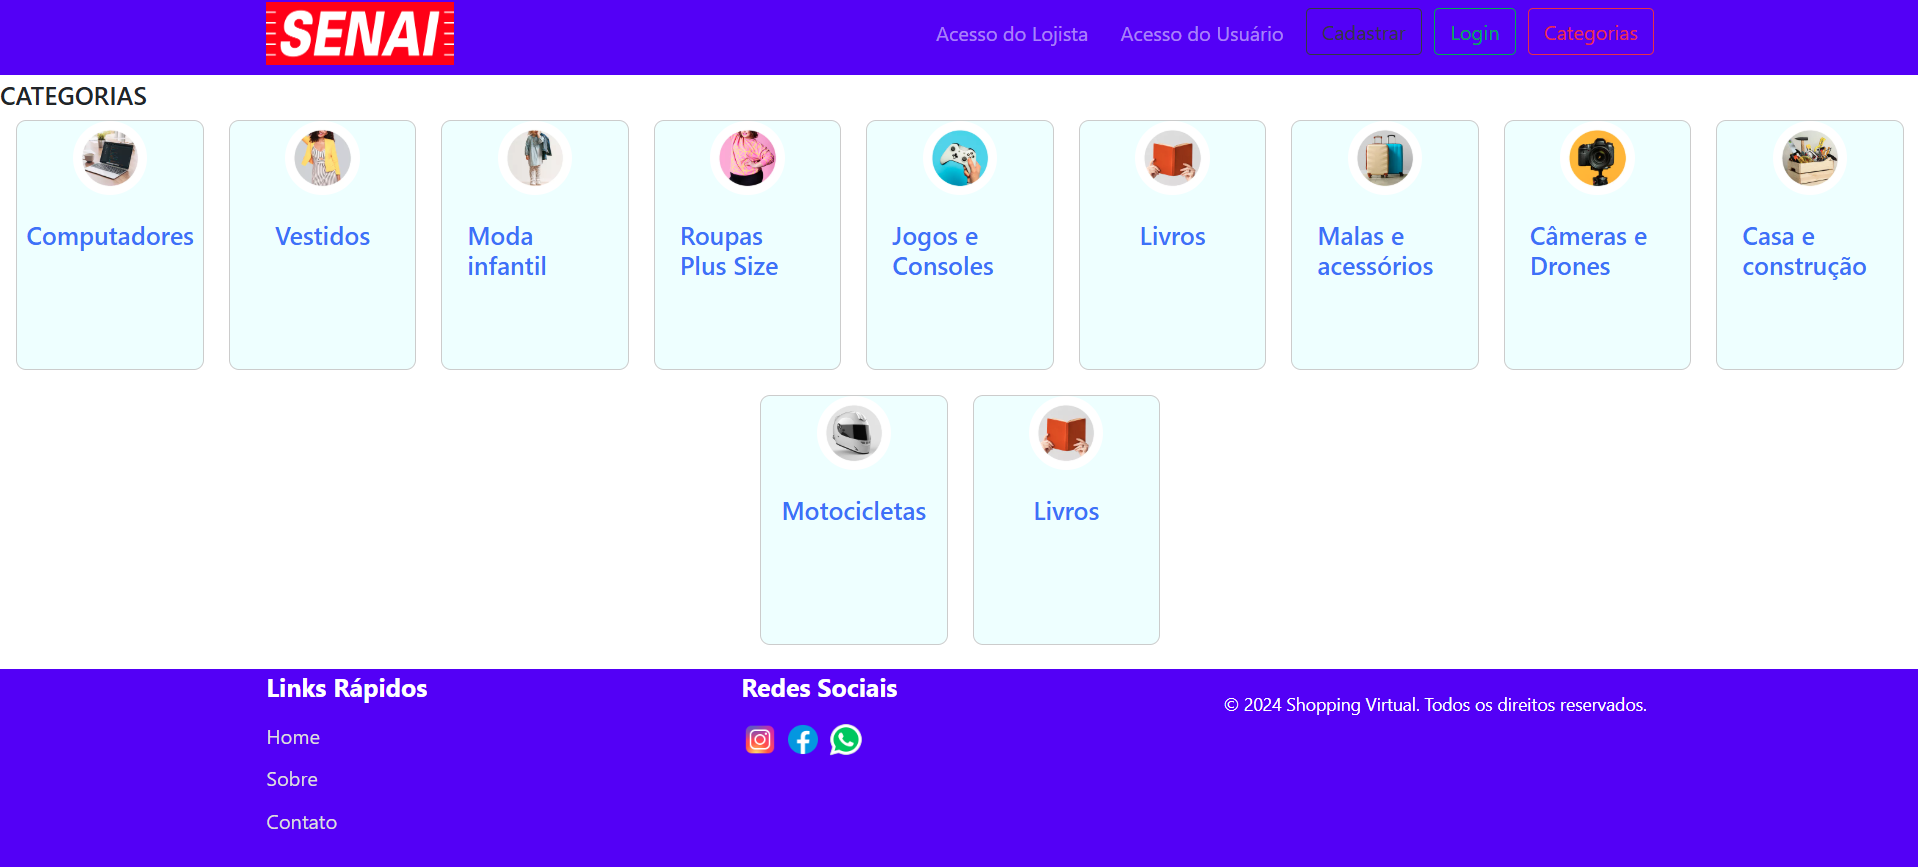 SENAI
Acesso do Lojista
Acesso do Usuário
Cadastrar
Login
Categorias
CATEGORIAS
Computadores
Vestidos
Moda
infantil
Roupas
Plus Size
Jogos e
Consoles
Livros
Malas e
acessórios
Câmeras e
Drones
Casa e
construção
Motocicletas
Livros
Links Rápidos
Home
Sobre
Contato
Redes Sociais
© 2024 Shopping Virtual. Todos os direitos reservados.